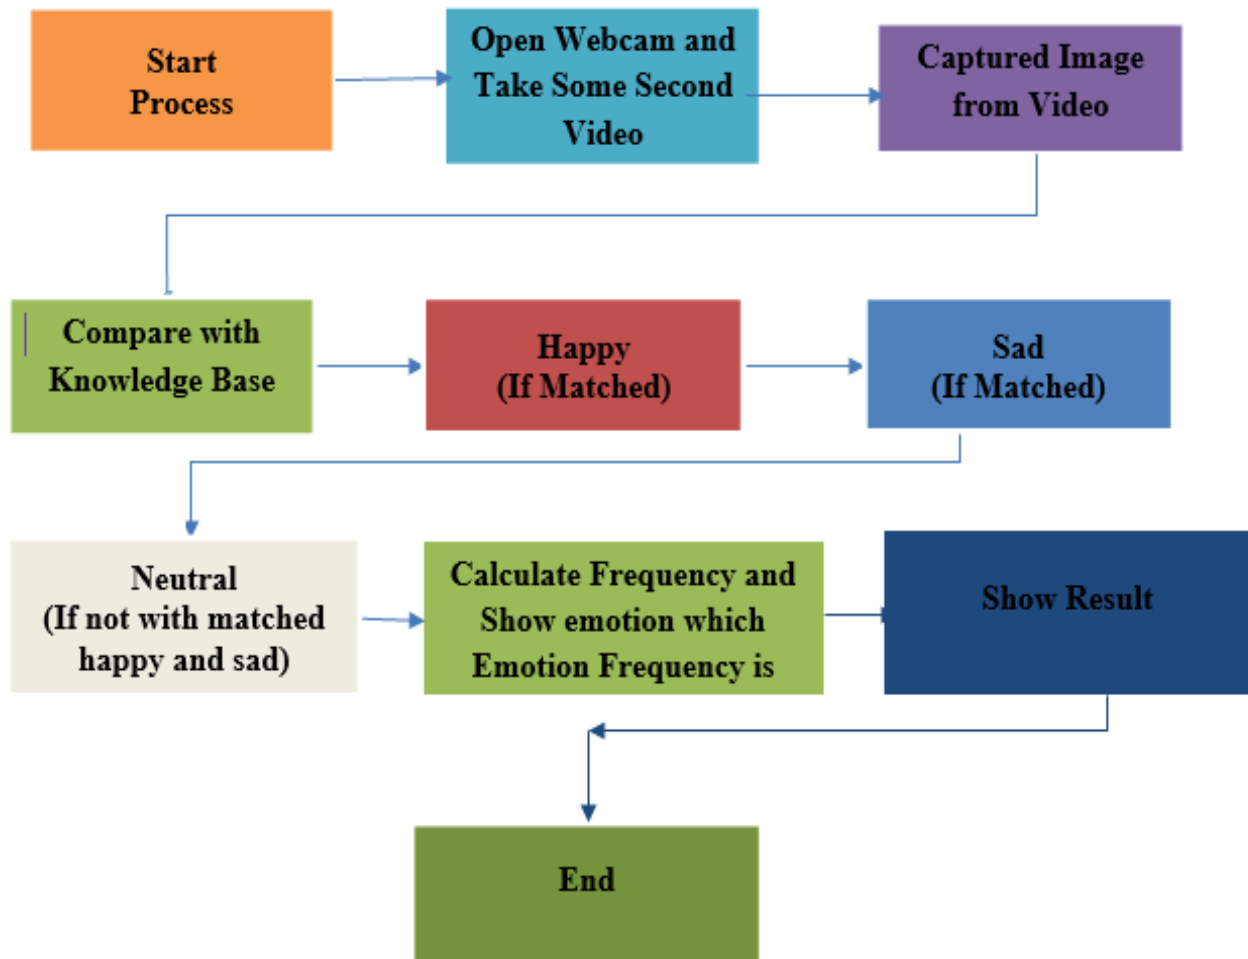 Start
Process
Open Webcam and
Take Some Second
Video
Captured Image
from Video
Compare with
Knowledge Base
Happy
(If Matched)
Sad
(If Matched)
Neutral
(If not with matched
happy and sad)
Calculate Frequency and
Show emotion which
Emotion Frequency is
Show Result
End